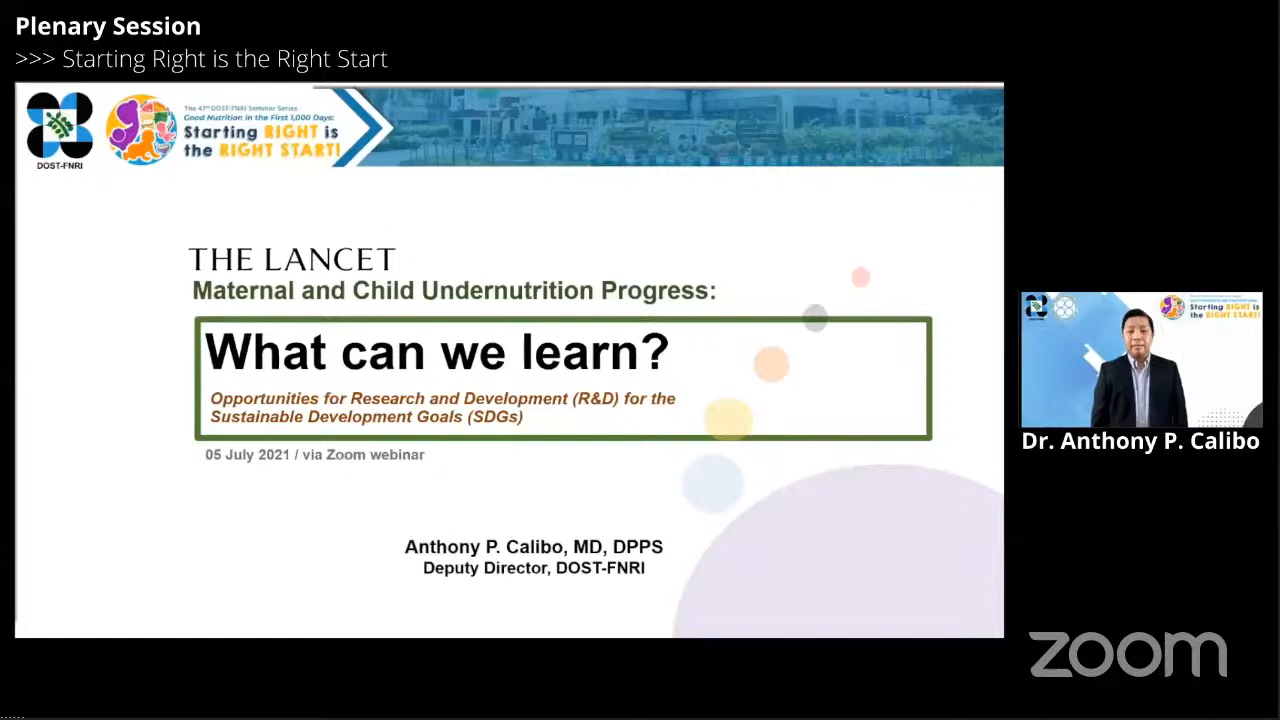 Plenary Session
>>> Starting Right is the Right Start
DOST-FNRI
The 47th DOST-FNRI Seminar Series
Good Nutrition in the First 1,000 Days:
Starting RIGHT is
the RIGHT START!
THE LANCET
Maternal and Child Undernutrition Progress:
What can we learn?
Opportunities for Research and Development (R&D) for the
Sustainable Development Goals (SDGs)
05 July 2021 / via Zoom webinar
Anthony P. Calibo, MD, DPPS
Deputy Director, DOST-FNRI
Starting RIGHT is
the RIGHT START!
Dr. Anthony P. Calibo
zoom